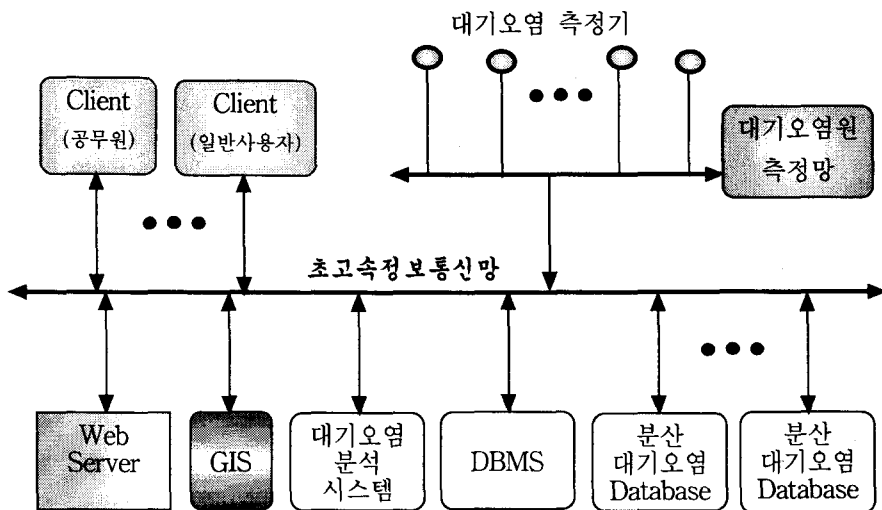 대기오염 측정기
Client
(공무원)
Client
(일반사용자)
대기오염원
측정망
초고속정보통신망
Web
Server
GIS
대기오염
분석
시스템
DBMS
분산
대기오염
Database
분산
대기오염
Database